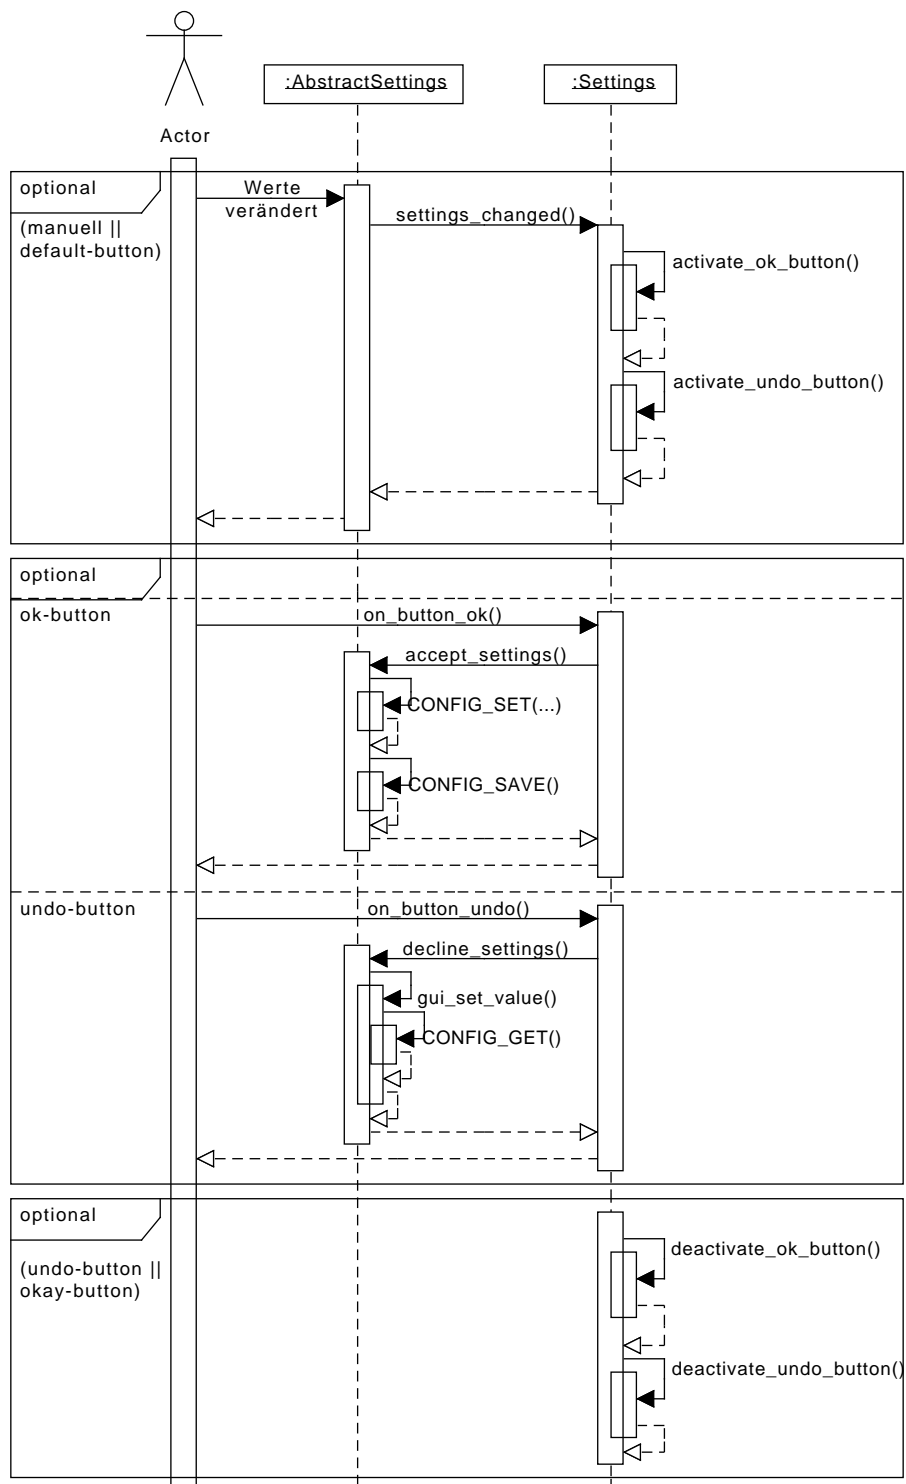 :AbstractSettings
:Settings
Actor
optional
Werte
verändert
(manuell ||
default-button)
settings_changed()
activate_ok_button()
activate_undo_button()
optional
ok-button
on_button_ok()
accept_settings()
CONFIG_SET(...)
CONFIG_SAVE()
undo-button
on_button_undo()
decline_settings()
gui_set_value()
CONFIG_GET()
optional
(undo-button ||
okay-button)
deactivate_ok_button()
deactivate_undo_button()